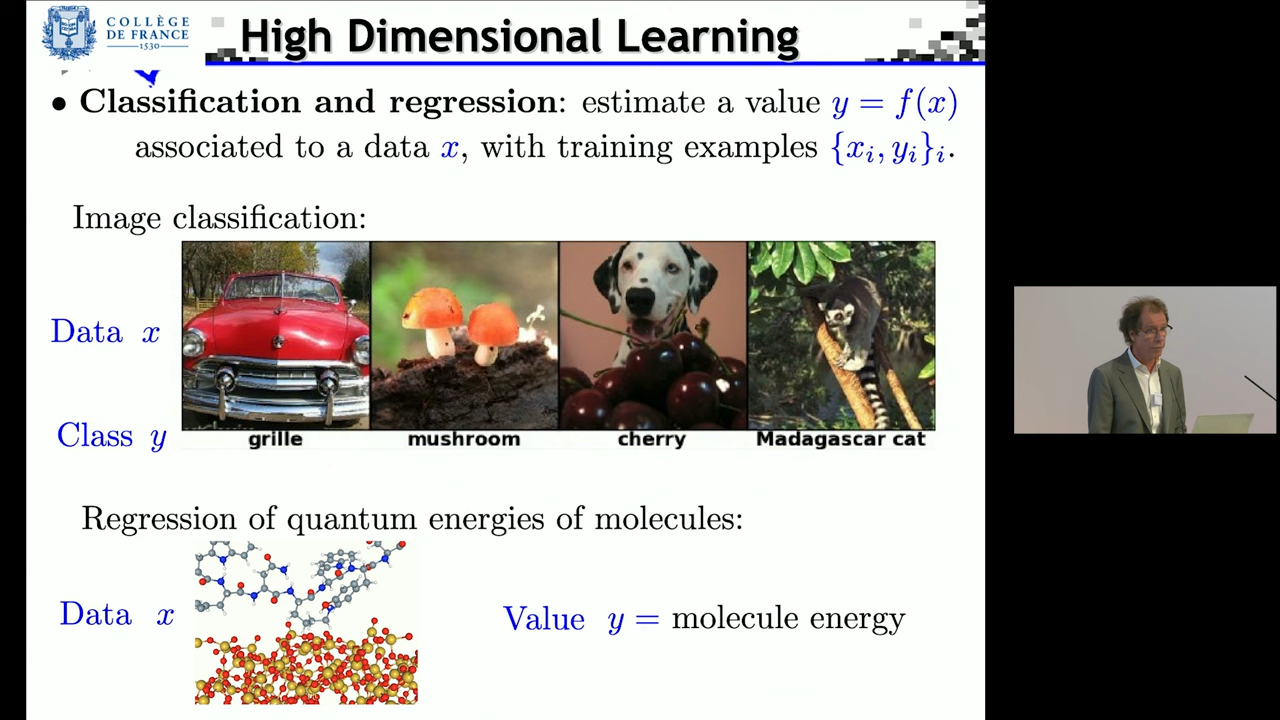 COLLÈGE
DE FRANCE
1530
High Dimensional Learning
• Classification and regression: estimate a value y = f(x)
associated to a data x, with training examples {xᵢ, yᵢ}ᵢ.
Image classification:
Data x
Class y
grille mushroom cherry Madagascar cat
Regression of quantum energies of molecules:
Data x
Value y = molecule energy